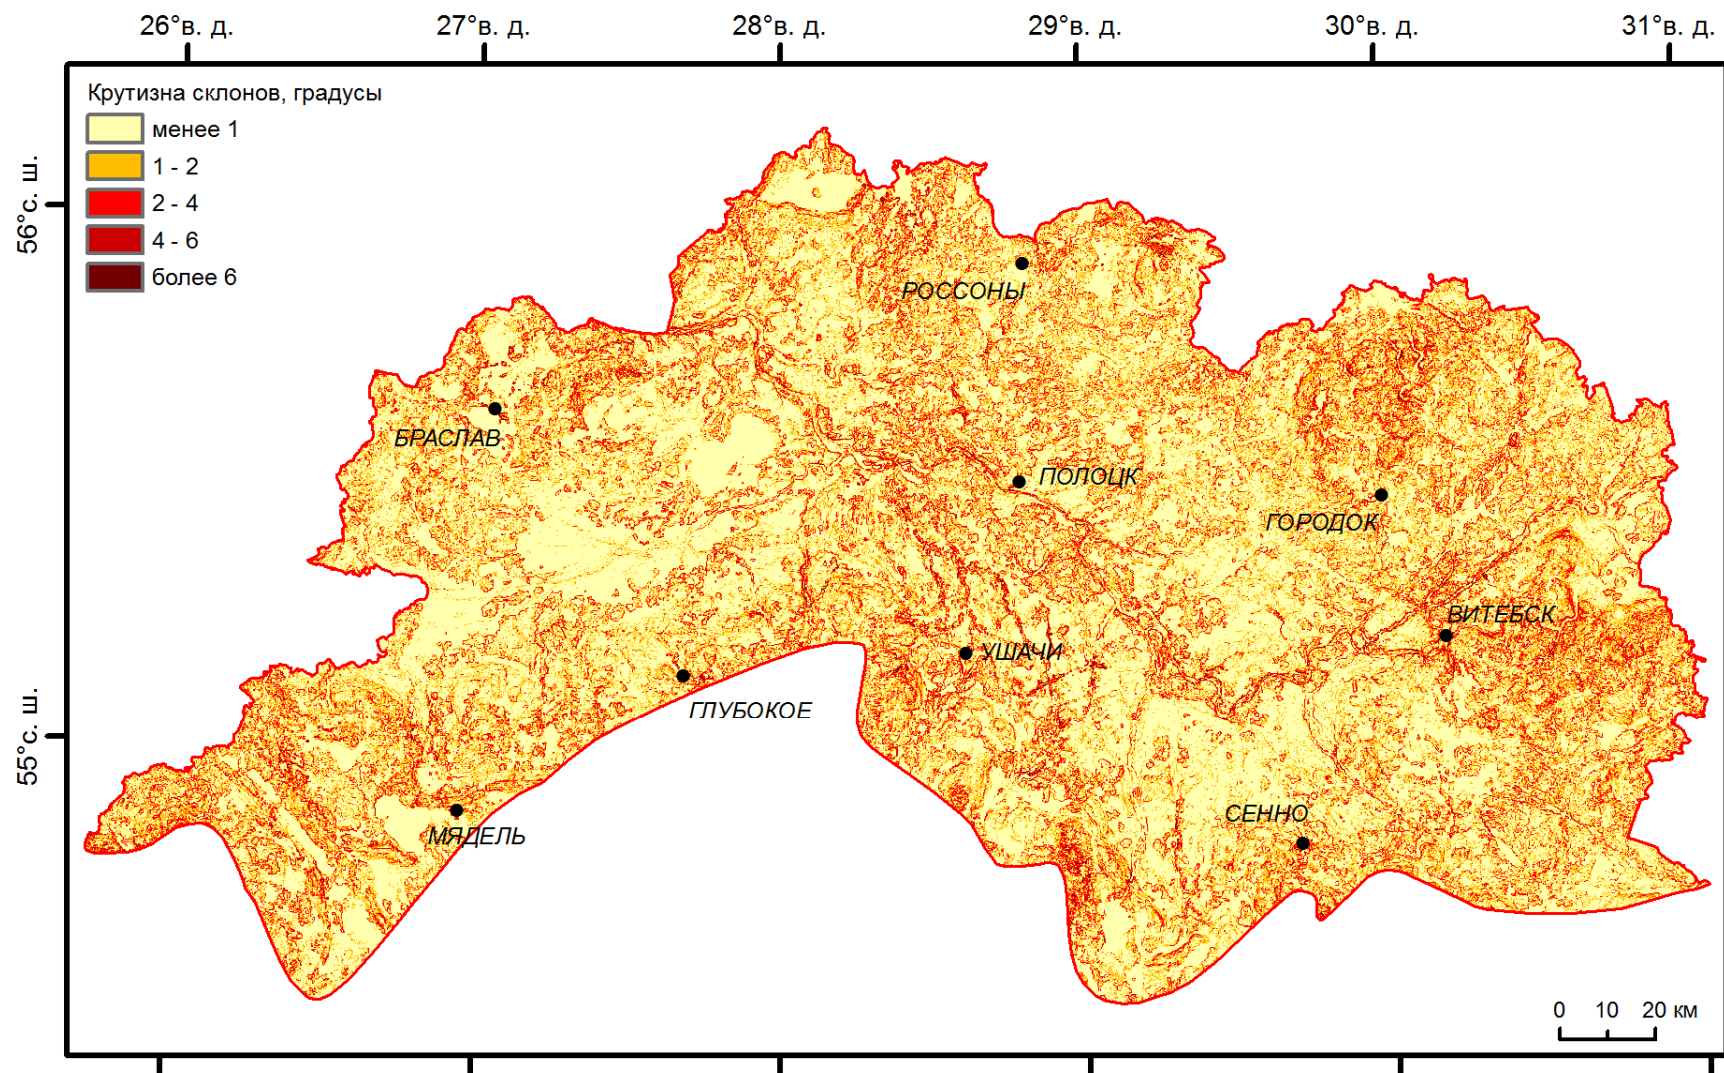 26°в. д. 27°в. д. 28°в. д. 29°в. д. 30°в. д. 31°в. д.
Крутизна склонов, градусы
менее 1
1 - 2
2 - 4
4 - 6
более 6
56°с. ш.
РОССОНЫ
БРАСЛАВ
ПОЛОЦК
ГОРОДОК
ВИТЕБСК
УШАЧИ
ГЛУБОКОЕ
55°с. ш.
СЕННО
МЯДЕЛЬ
0 10 20 км